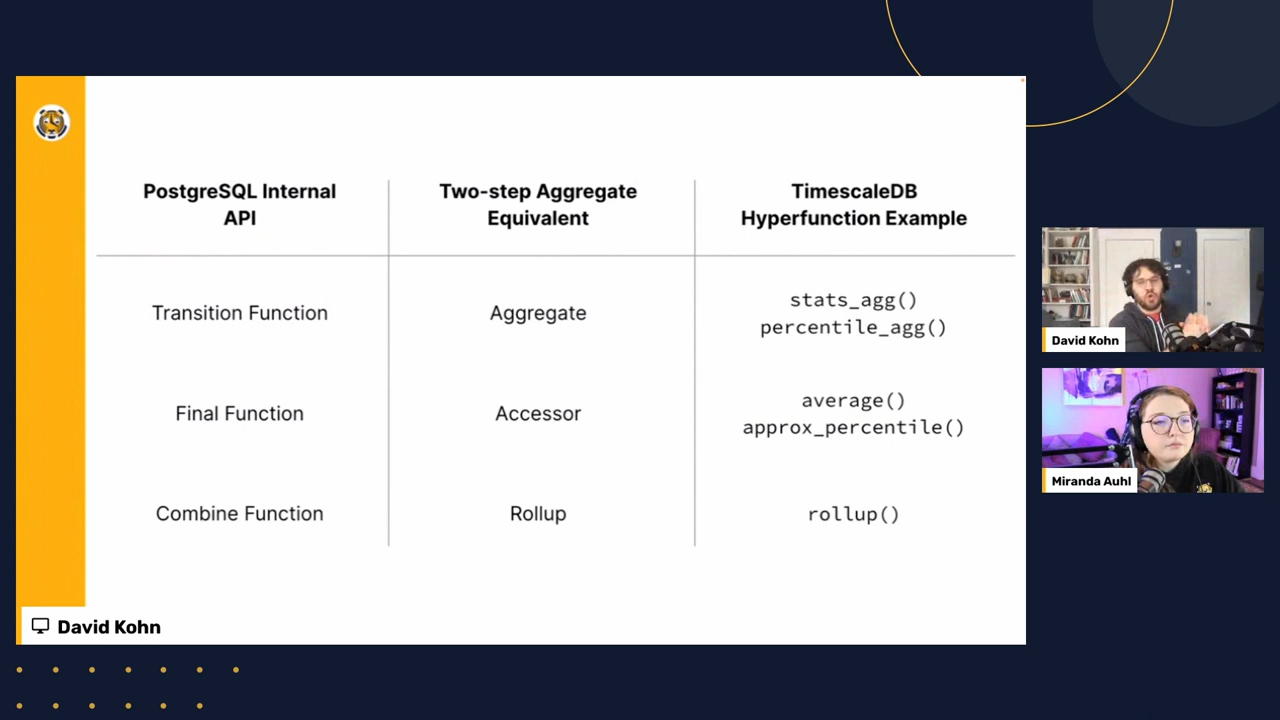 PostgreSQL Internal
API
Two-step Aggregate
Equivalent
TimescaleDB
Hyperfunction Example
Transition Function
Aggregate
stats_agg()
percentile_agg()
Final Function
Accessor
average()
approx_percentile()
Combine Function
Rollup
rollup()
David Kohn
David Kohn
Miranda Auhl